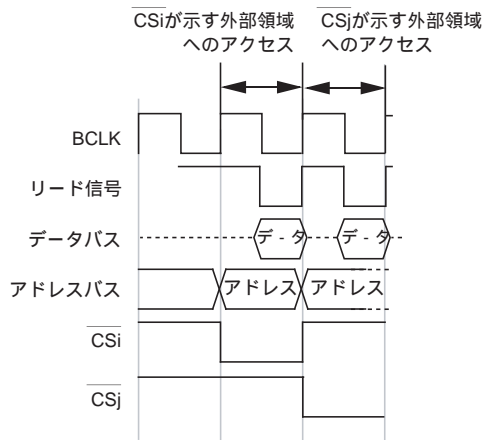 CSiが示す外部領域
へのアクセス
CSjが示す外部領域
へのアクセス
BCLK
リード信号
データバス
デ - タ
デ - タ
アドレスバス
アドレス
アドレス
CSi
CSj